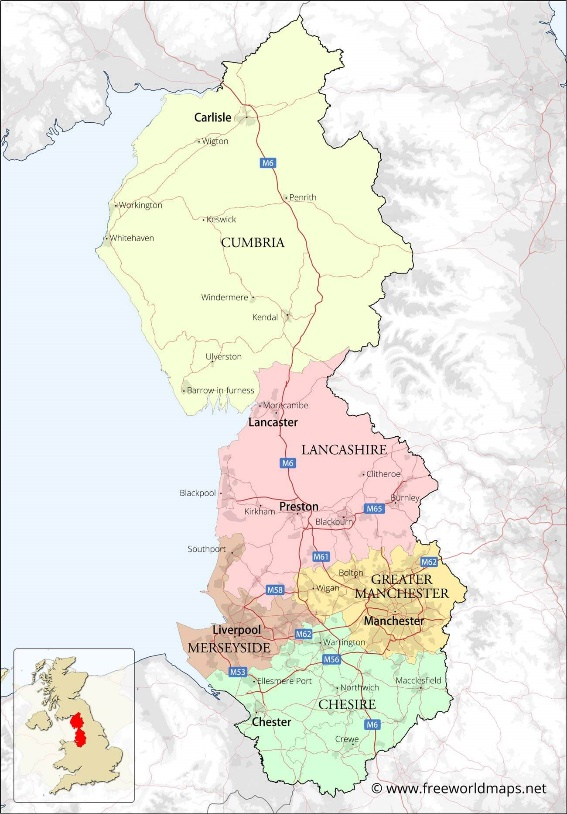 Carlisle
Wigton
M6
Penrith
Workington
Keswick
Whitehaven
CUMBRIA
Windermere
Kendal
Ulverston
Barrow-in-furness
Morecambe
Lancaster
LANCASHIRE
M6
Clitheroe
Blackpool
Burnley
Preston
Kirkham
M65
Blackourn
Southport
M61
M62
Bolton
GREATER
MANCHESTER
M58
Wigan
Manchester
Liverpool
M62
MERSEYSIDE
Warlington
M56
M53
Ellesmere Port
Northwich
Macclesfield
CHESIRE
Chester
M6
Crewe
© www.freeworldmaps.net